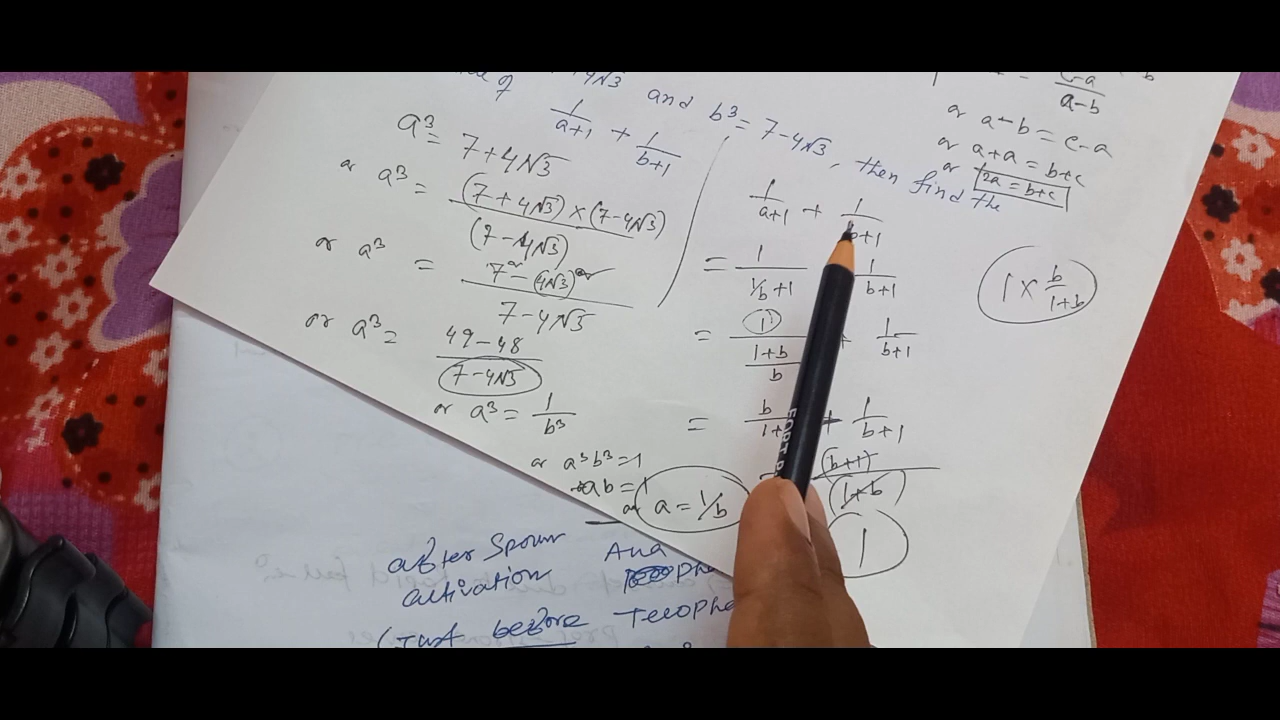 4√3 and b³ = 7-4√3, then find the
of 1/(a+1) + 1/(b+1)
a³ = 7+4√3
or a³ = (7+4√3)×(7-4√3)/(7-4√3)
or a³ = 7² - (4√3)²/7-4√3
or a³ = 49-48/7-4√3
or a³ = 1/b³
or a³b³ = 1
ab = 1
or a = 1/b
1/(a+1) + 1/(b+1)
= 1/(1/b+1) 1/(b+1)
= 1/((1+b)/b) + 1/(b+1)
= b/1+ + 1/(b+1)
(b+1)/(1+b)
1
c-a/a-b
or a-b = c-a
or a+a = b+c
or 2a = b+c
1 × b/1+b
after
activation
(Just before